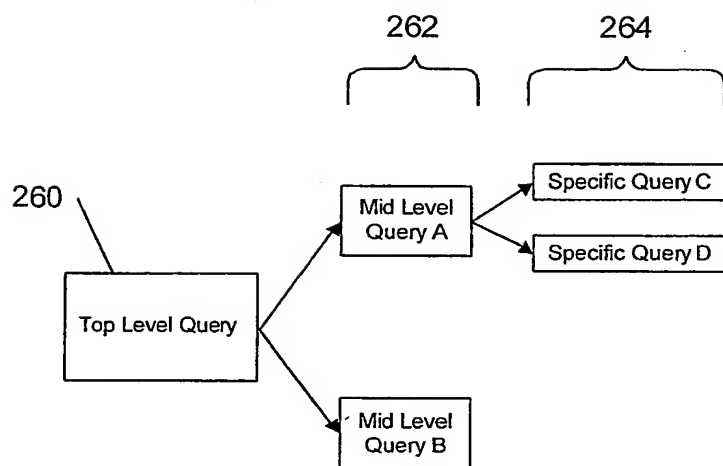 262
264
260
Top Level Query
Mid Level
Query A
Specific Query C
Specific Query D
Mid Level
Query B